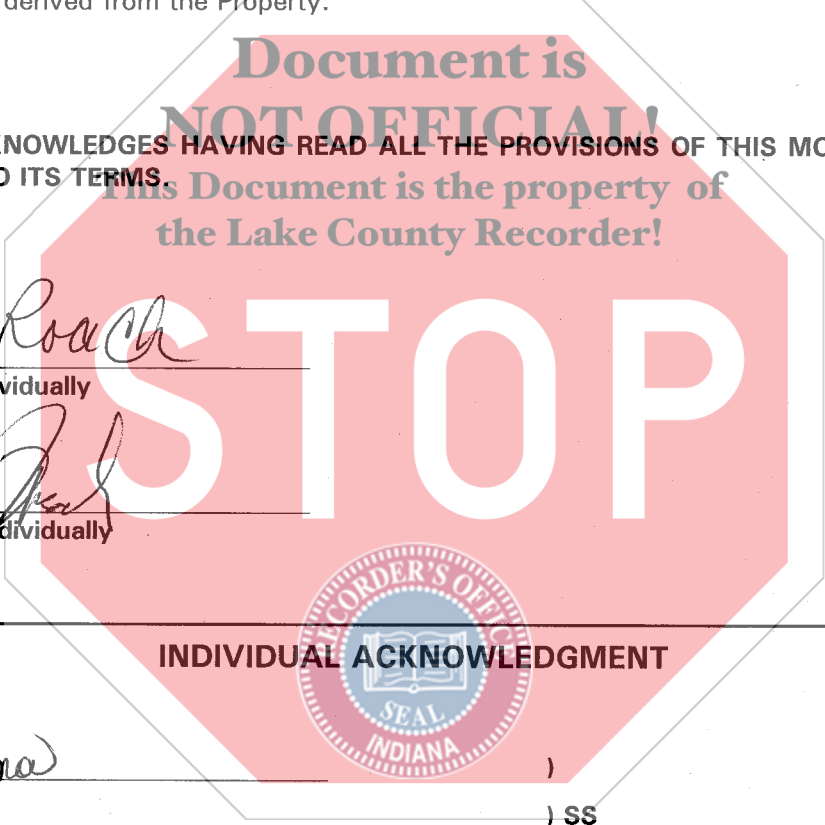 derived from the Property.
Document is
NOT OFFICIAL!
KNOWLEDGES HAVING READ ALL THE PROVISIONS OF THIS MO
O ITS TERMS.
This Document is the property of
the Lake County Recorder!
STOP
Roach
vidually
dividually
RECORDER'S OFFICE
INDIVIDUAL ACKNOWLEDGMENT
SEAL
INDIANA
na
)
) SS